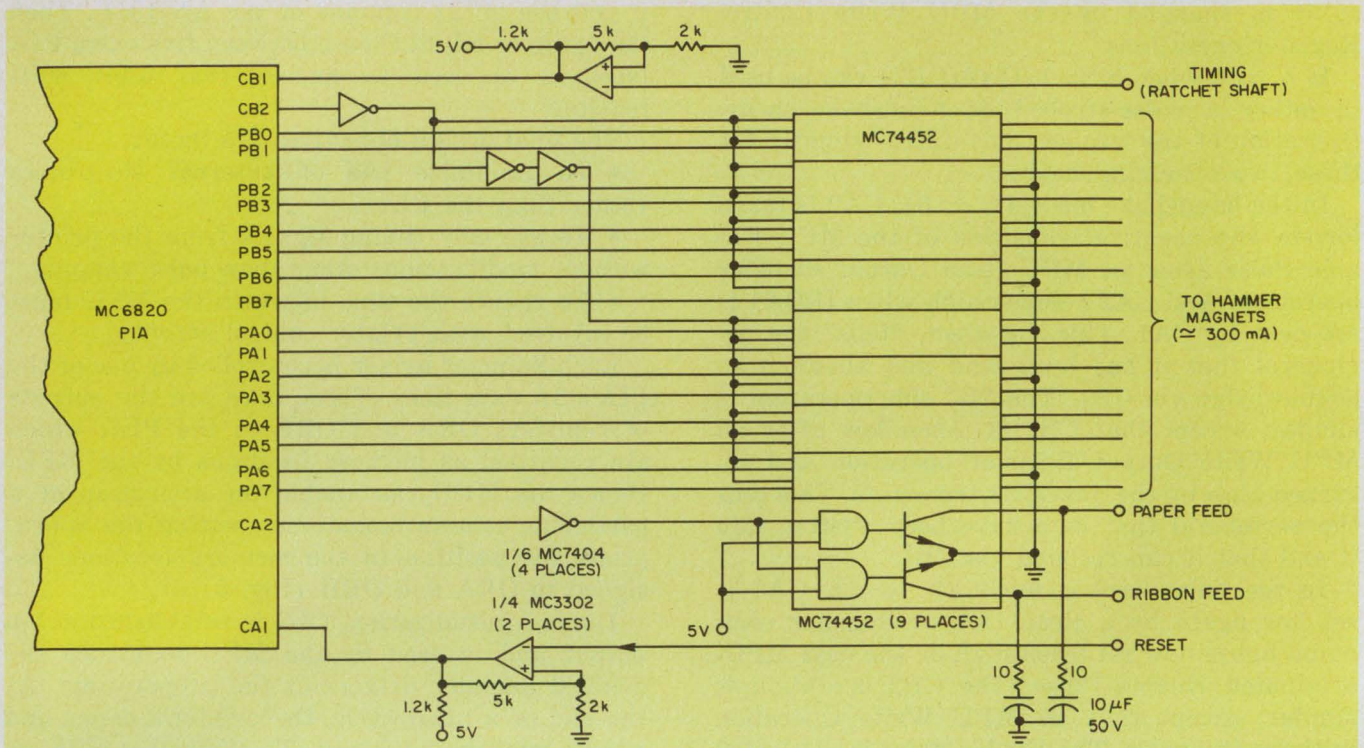 5V
1.2k
5k
2k
+
−
CB1
CB2
PB0
PB1
PB2
PB3
PB4
PB5
PB6
PB7
PA0
PA1
PA2
PA3
PA4
PA5
PA6
PA7
CA2
CA1
MC6820
PIA
TIMING
(RATCHET SHAFT)
MC74452
TO HAMMER
MAGNETS
(≃ 300 mA)
PAPER FEED
RIBBON FEED
RESET
1/6 MC7404
(4 PLACES)
1/4 MC3302
(2 PLACES)
5V
MC74452 (9 PLACES)
−
+
5k
1.2k
2k
5V
10
10
10 µF
50 V